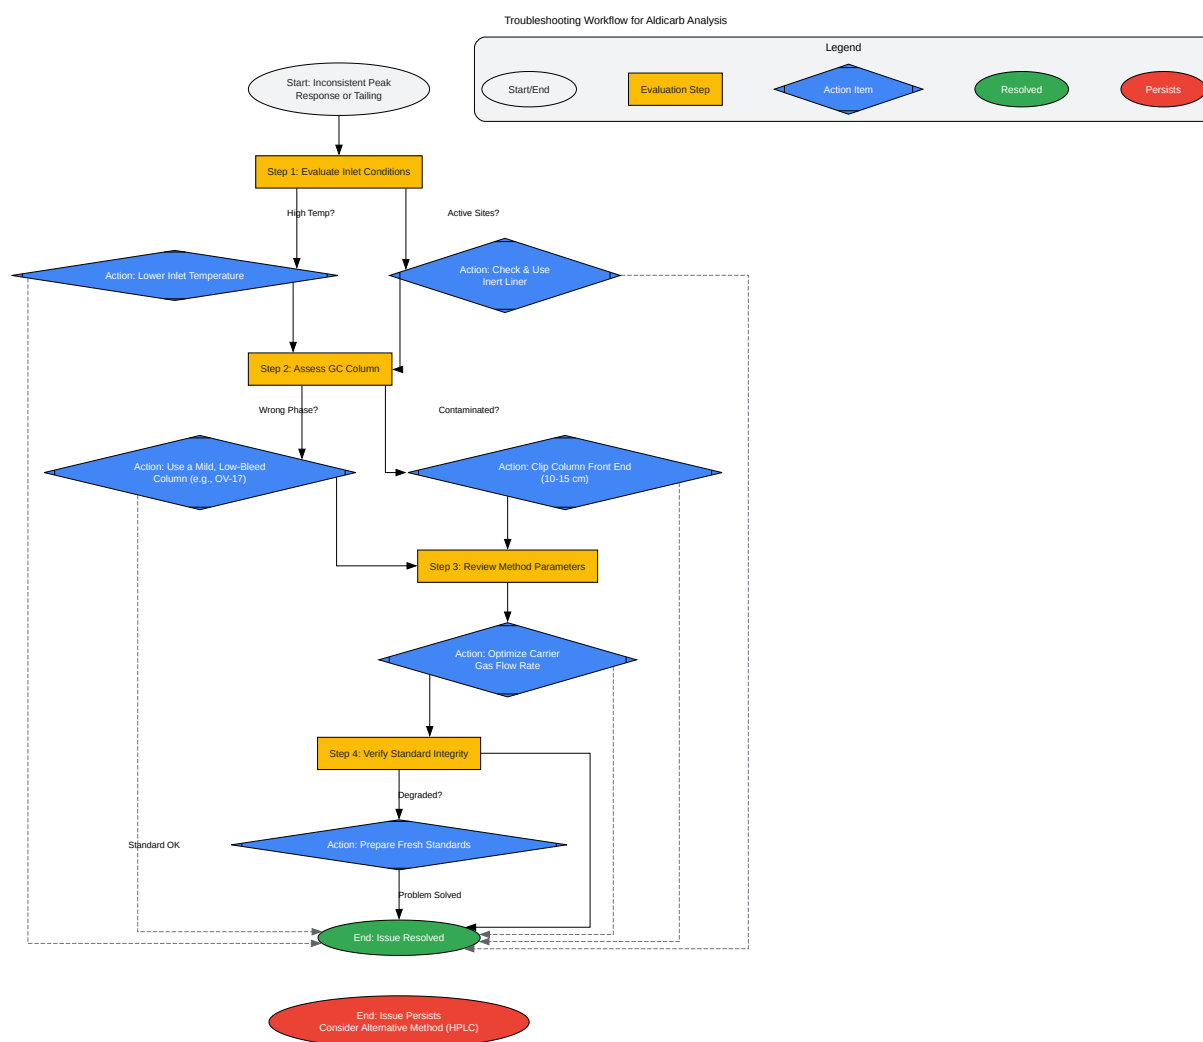 Troubleshooting Workflow for Aldicarb Analysis
Legend
Start/End
Evaluation Step
Action Item
Resolved
Persists
Start: Inconsistent Peak
Response or Tailing
Step 1: Evaluate Inlet Conditions
High Temp?
Active Sites?
Action: Lower Inlet Temperature
Action: Check & Use
Inert Liner
Step 2: Assess GC Column
Wrong Phase?
Contaminated?
Action: Use a Mild, Low-Bleed
Column (e.g., OV-17)
Action: Clip Column Front End
(10-15 cm)
Step 3: Review Method Parameters
Action: Optimize Carrier
Gas Flow Rate
Step 4: Verify Standard Integrity
Degraded?
Standard OK
Action: Prepare Fresh Standards
Problem Solved
End: Issue Resolved
End: Issue Persists
Consider Alternative Method (HPLC)